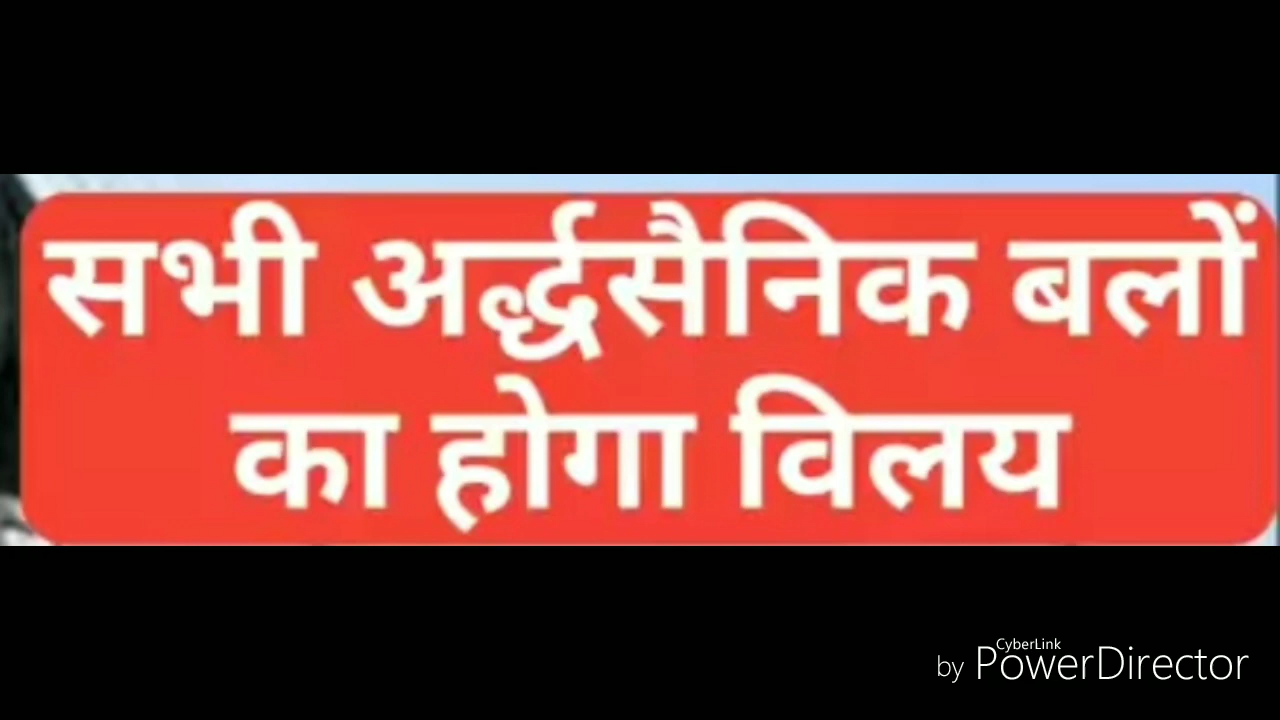 सभी अर्द्धसैनिक बलों
का होगा विलय
CyberLink
by PowerDirector